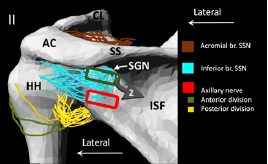 II
CL
Lateral
AC
SS
SGN
HH
2
ISF
Lateral
Acromial br. SSN
Inferior br. SSN
Axillary nerve
Anterior division
Posterior division